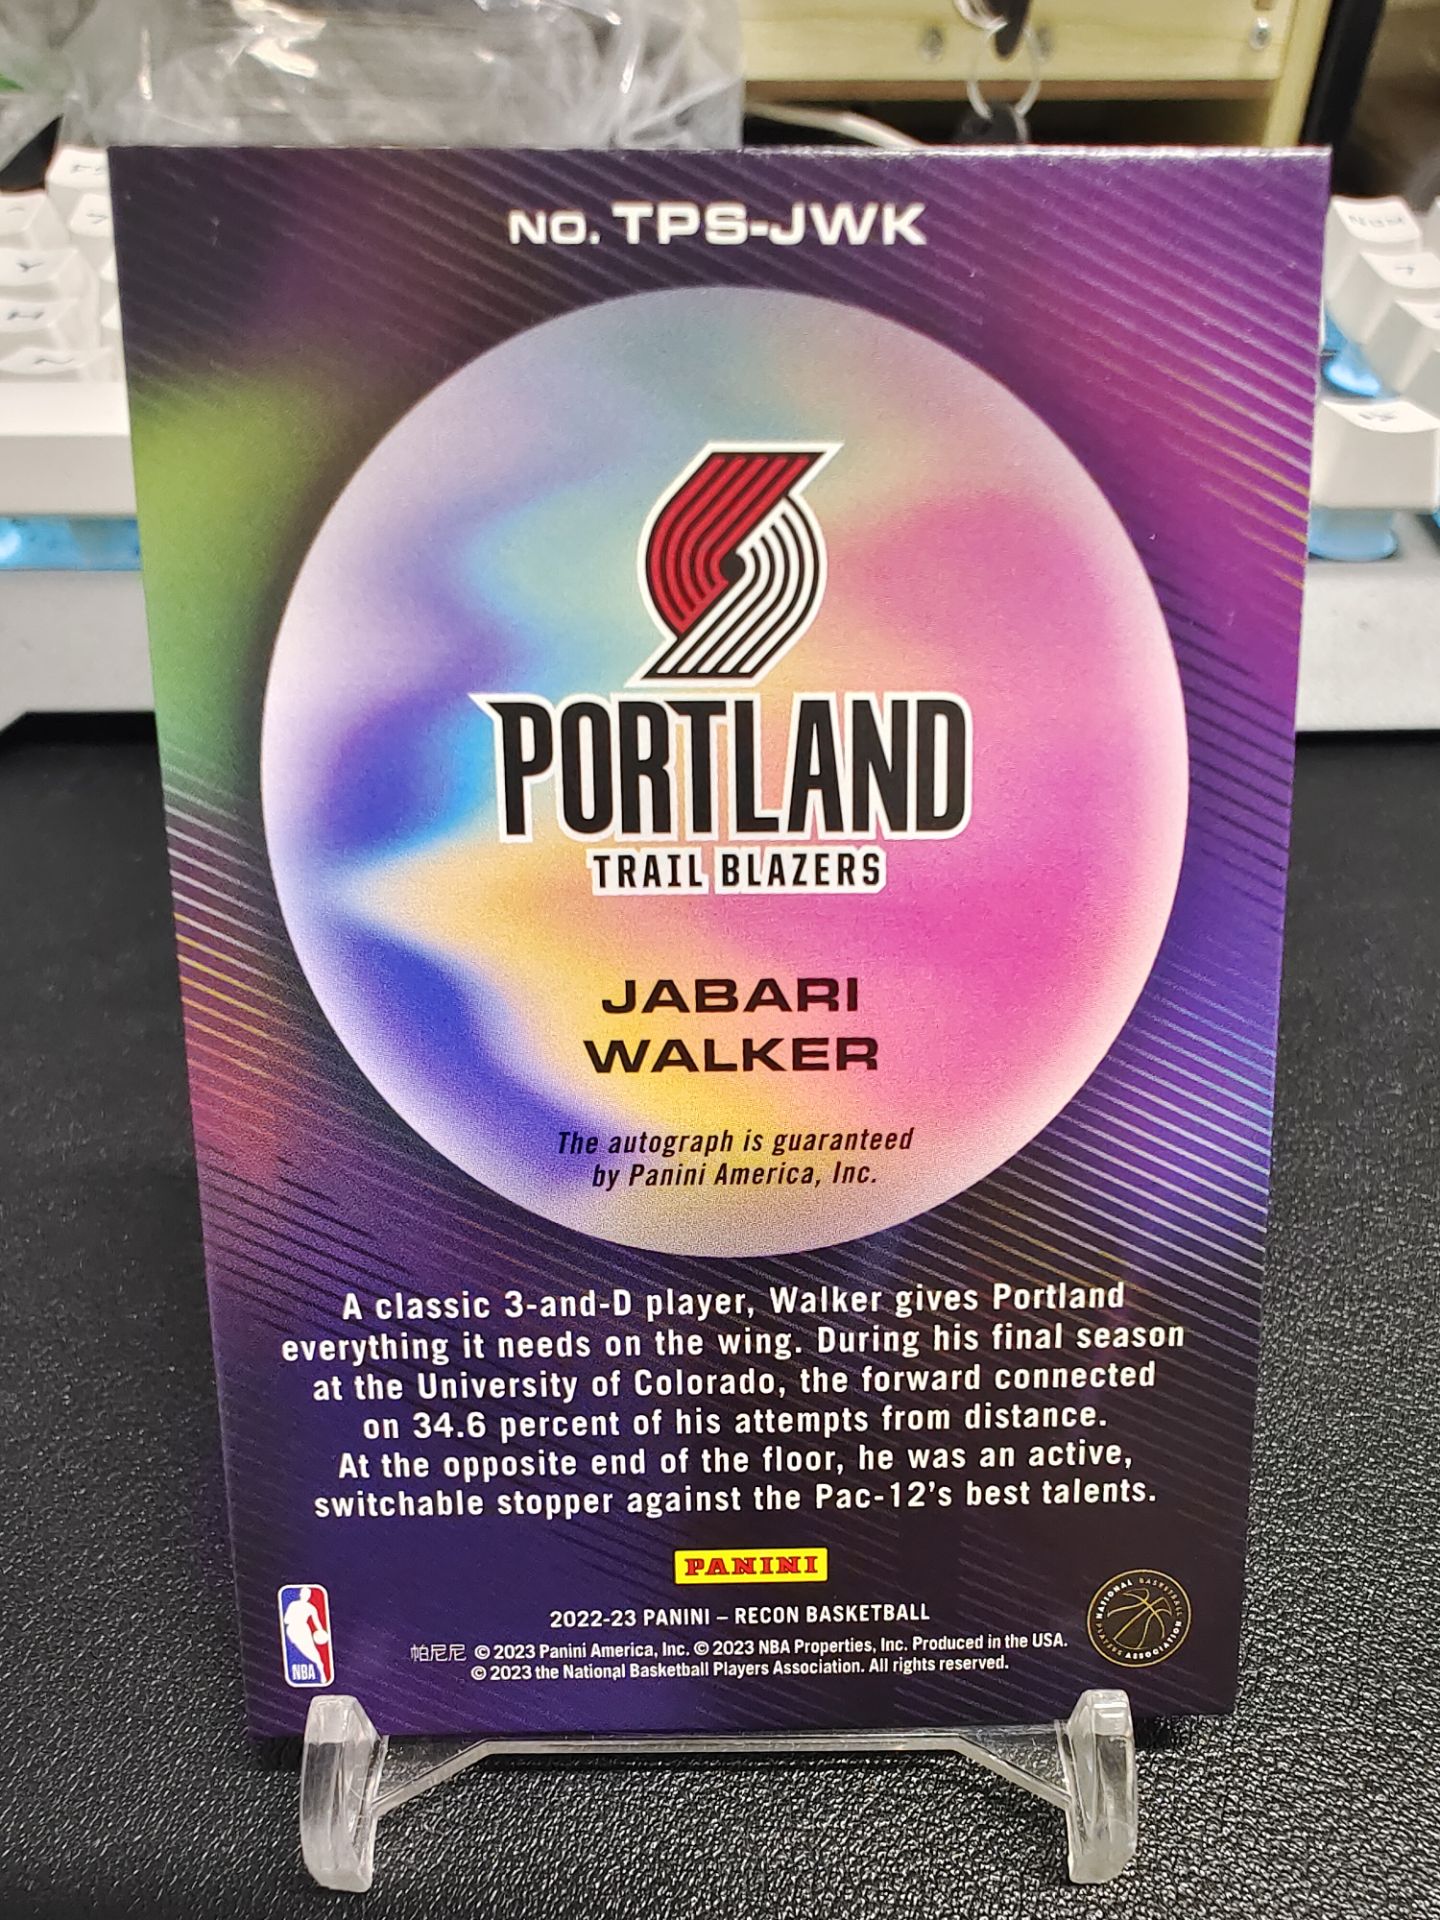 NO. TPS-JWK
PORTLAND
TRAIL BLAZERS
JABARI
WALKER
The autograph is guaranteed
by Panini America, Inc.
A classic 3-and-D player, Walker gives Portland
everything it needs on the wing. During his final season
at the University of Colorado, the forward connected
on 34.6 percent of his attempts from distance.
At the opposite end of the floor, he was an active,
switchable stopper against the Pac-12's best talents.
PANINI
NBA
NATIONAL BASKETBALL PLAYERS ASSOCIATION
2022-23 PANINI – RECON BASKETBALL
帕尼尼 © 2023 Panini America, Inc. © 2023 NBA Properties, Inc. Produced in the USA.
© 2023 the National Basketball Players Association. All rights reserved.